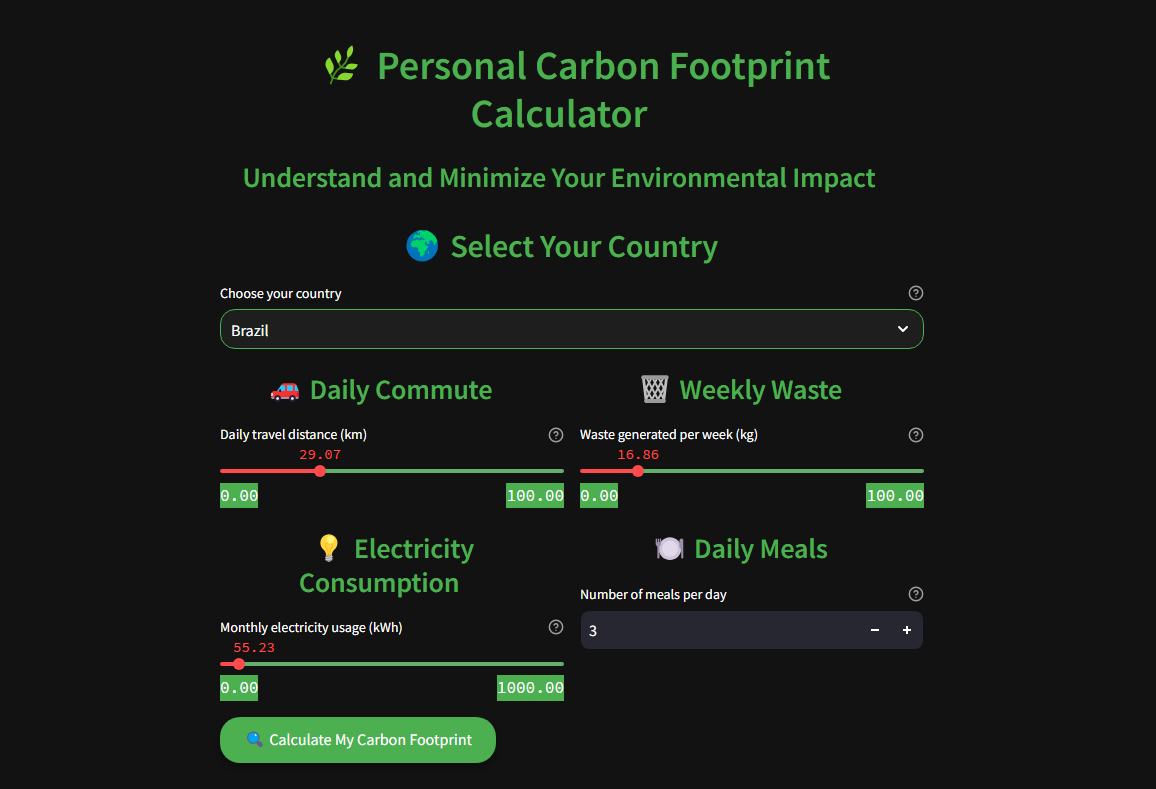 🌿 Personal Carbon Footprint
Calculator
Understand and Minimize Your Environmental Impact
🌍 Select Your Country
Choose your country
Brazil
🚗 Daily Commute
Daily travel distance (km)
29.07
0.00 100.00
🗑️ Weekly Waste
Waste generated per week (kg)
16.86
0.00 100.00
💡 Electricity
Consumption
Monthly electricity usage (kWh)
55.23
0.00 1000.00
🍽️ Daily Meals
Number of meals per day
3 − +
🔍 Calculate My Carbon Footprint